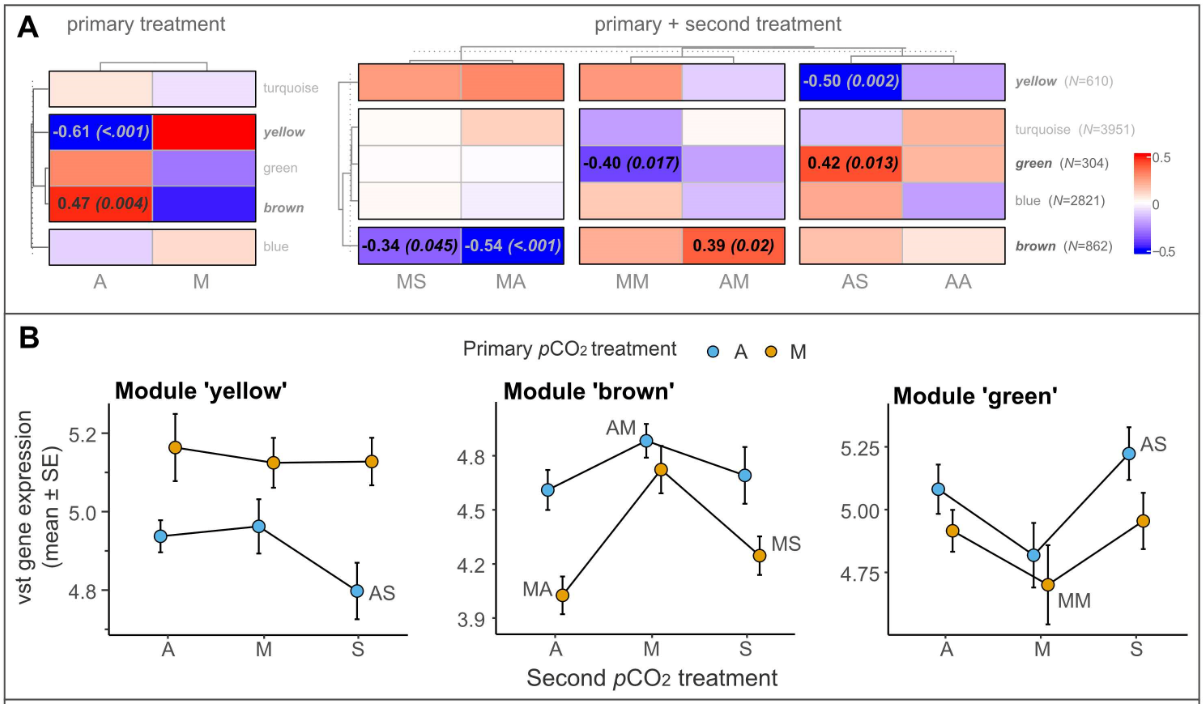 A
primary treatment
primary + second treatment
turquoise
-0.61 (<.001)
yellow
green
0.47 (0.004)
brown
blue
A M
-0.50 (0.002)
yellow (N=610)
turquoise (N=3951)
-0.40 (0.017)
0.42 (0.013)
green (N=304)
blue (N=2821)
-0.34 (0.045)
-0.54 (<.001)
0.39 (0.02)
brown (N=862)
MS MA MM AM AS AA
0.5
0
-0.5
B
Primary pCO₂ treatment A M
vst gene expression
(mean ± SE)
Module 'yellow'
5.2
5.0
4.8
AS
A M S
Module 'brown'
4.8
4.5
4.2
3.9
AM
MA
MS
A M S
Module 'green'
5.25
5.00
4.75
AS
MM
A M S
Second pCO₂ treatment